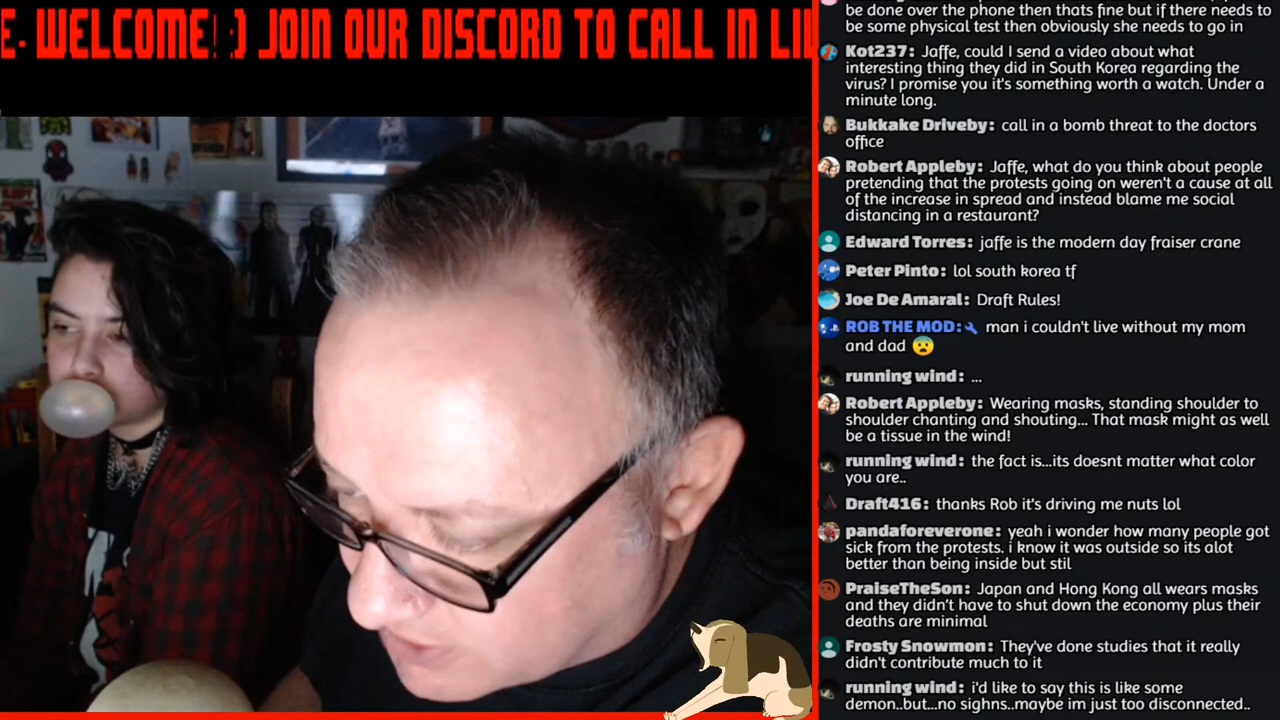 E- WELCOME! :) JOIN OUR DISCORD TO CALL IN LI
be done over the phone then thats fine but if there needs to
be some physical test then obviously she needs to go in
Kot237: Jaffe, could I send a video about what
interesting thing they did in South Korea regarding the
virus? I promise you it's something worth a watch. Under a
minute long.
Bukkake Driveby: call in a bomb threat to the doctors
office
Robert Appleby: Jaffe, what do you think about people
pretending that the protests going on weren't a cause at all
of the increase in spread and instead blame me social
distancing in a restaurant?
Edward Torres: jaffe is the modern day fraiser crane
Peter Pinto: lol south korea tf
Joe De Amaral: Draft Rules!
ROB THE MOD: man i couldn't live without my mom
and dad 😨
running wind: ...
Robert Appleby: Wearing masks, standing shoulder to
shoulder chanting and shouting... That mask might as well
be a tissue in the wind!
running wind: the fact is...its doesnt matter what color
you are..
Draft416: thanks Rob it's driving me nuts lol
pandaforeverone: yeah i wonder how many people got
sick from the protests. i know it was outside so its alot
better than being inside but stil
PraiseTheSon: Japan and Hong Kong all wears masks
and they didn't have to shut down the economy plus their
deaths are minimal
Frosty Snowmon: They've done studies that it really
didn't contribute much to it
running wind: i'd like to say this is like some
demon..but...no sighns..maybe im just too disconnected..